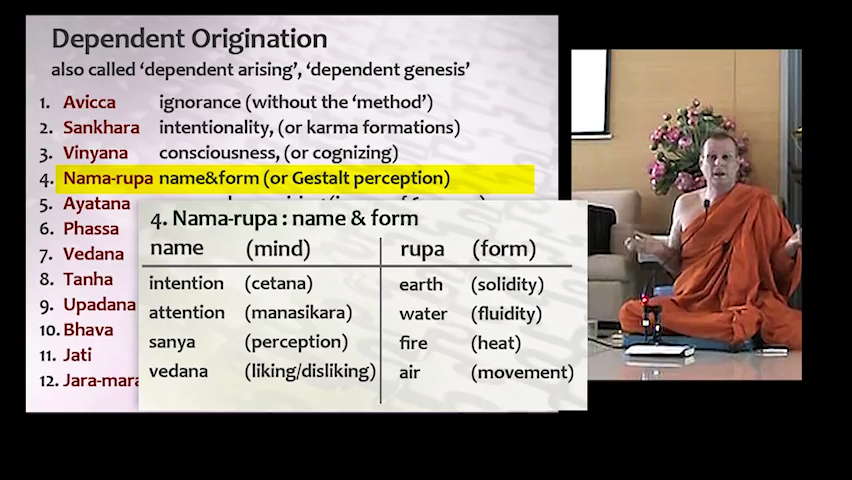 Dependent Origination
also called ‘dependent arising’, ‘dependent genesis’
1. Avicca ignorance (without the ‘method’)
2. Sankhara intentionality, (or karma formations)
3. Vinyana consciousness, (or cognizing)
4. Nama-rupa name&form (or Gestalt perception)
5. Ayatana
6. Phassa
7. Vedana
8. Tanha
9. Upadana
10. Bhava
11. Jati
12. Jara-mara
4. Nama-rupa : name & form
name (mind) rupa (form)
intention (cetana) earth (solidity)
attention (manasikara) water (fluidity)
sanya (perception) fire (heat)
vedana (liking/disliking) air (movement)